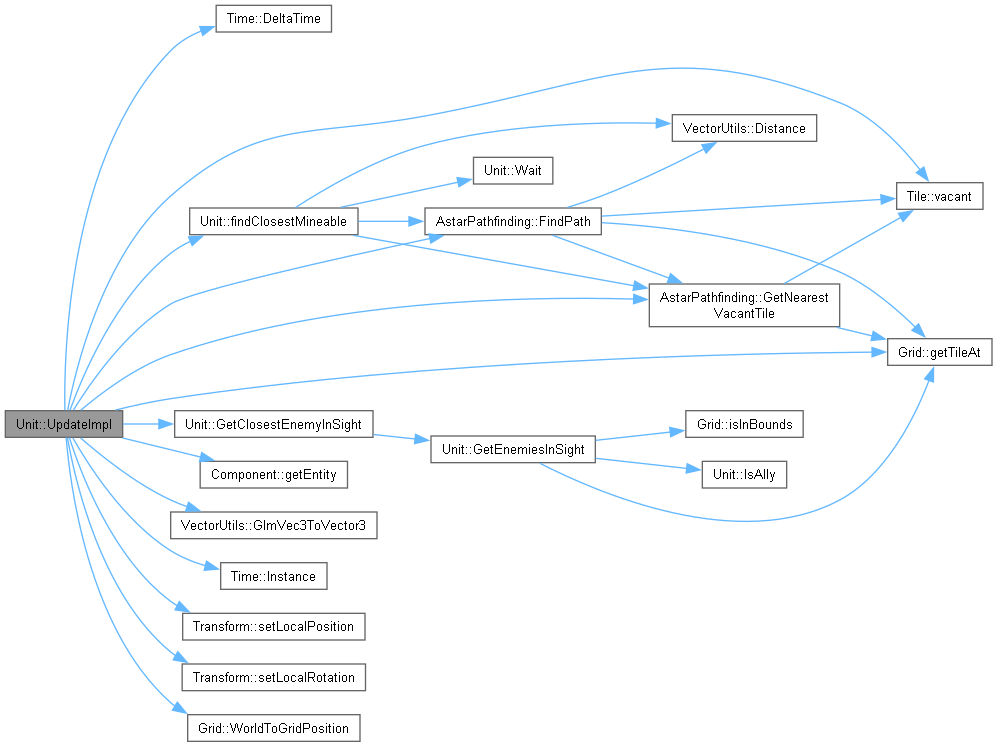 Time::DeltaTime
VectorUtils::Distance
Unit::Wait
Tile::vacant
Unit::findClosestMineable
AstarPathfinding::FindPath
AstarPathfinding::GetNearest
VacantTile
Grid::getTileAt
Unit::UpdateImpl
Unit::GetClosestEnemyInSight
Grid::isInBounds
Unit::GetEnemiesInSight
Component::getEntity
Unit::IsAlly
VectorUtils::GlmVec3ToVector3
Time::Instance
Transform::setLocalPosition
Transform::setLocalRotation
Grid::WorldToGridPosition